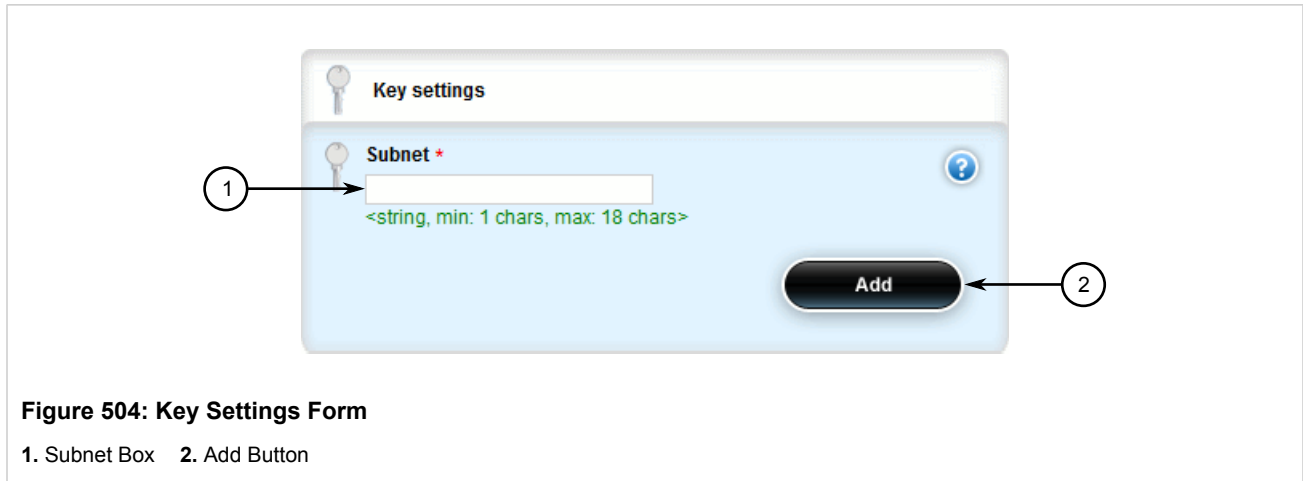 Key settings
Subnet *
?
1
<string, min: 1 chars, max: 18 chars>
Add
2
Figure 504: Key Settings Form
1. Subnet Box 2. Add Button